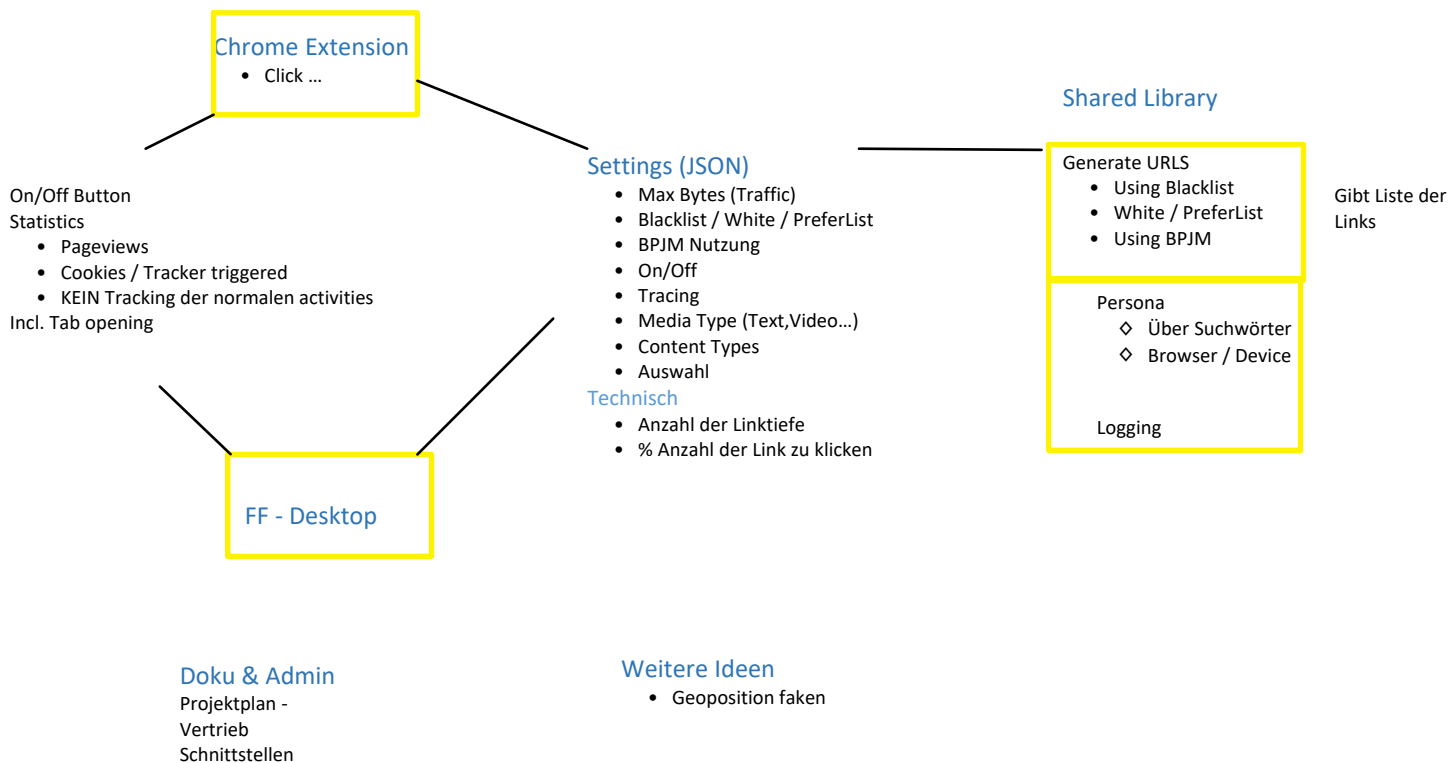 Chrome Extension
• Click …
On/Off Button
Statistics
• Pageviews
• Cookies / Tracker triggered
• KEIN Tracking der normalen activities
Incl. Tab opening
Settings (JSON)
• Max Bytes (Traffic)
• Blacklist / White / PreferList
• BPJM Nutzung
• On/Off
• Tracing
• Media Type (Text,Video…)
• Content Types
• Auswahl
Technisch
• Anzahl der Linktiefe
• % Anzahl der Link zu klicken
Shared Library
Generate URLS
• Using Blacklist
• White / PreferList
• Using BPJM
Gibt Liste der
Links
Persona
◇ Über Suchwörter
◇ Browser / Device
Logging
FF - Desktop
Doku & Admin
Projektplan -
Vertrieb
Schnittstellen
Weitere Ideen
• Geoposition faken